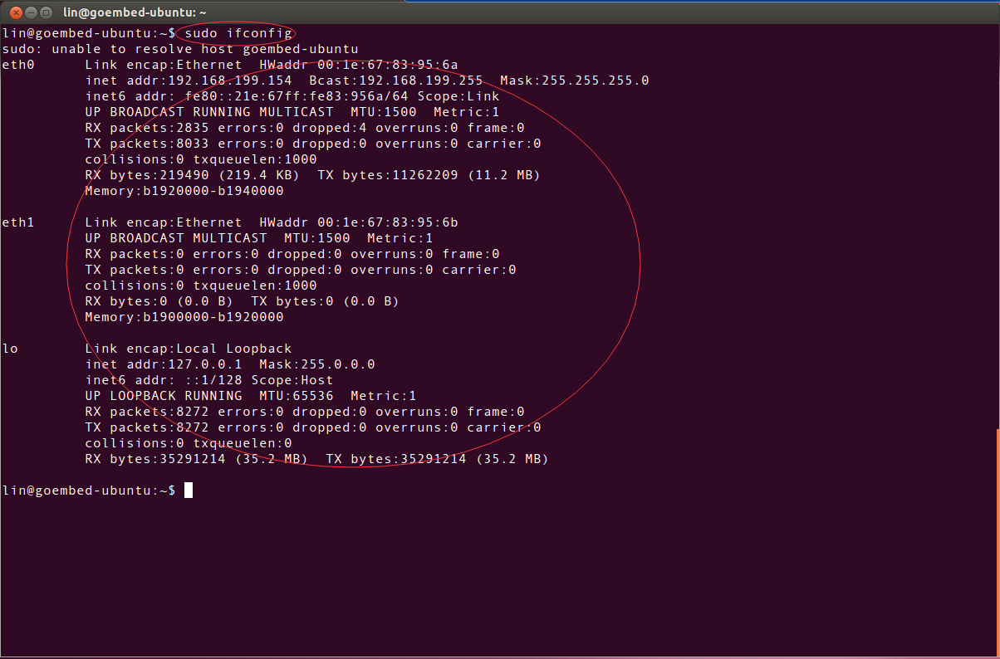 lin@goembed-ubuntu: ~
lin@goembed-ubuntu:~$ sudo ifconfig
sudo: unable to resolve host goembed-ubuntu
eth0      Link encap:Ethernet  HWaddr 00:1e:67:83:95:6a
          inet addr:192.168.199.154  Bcast:192.168.199.255  Mask:255.255.255.0
          inet6 addr: fe80::21e:67ff:fe83:956a/64 Scope:Link
          UP BROADCAST RUNNING MULTICAST  MTU:1500  Metric:1
          RX packets:2835 errors:0 dropped:4 overruns:0 frame:0
          TX packets:8033 errors:0 dropped:0 overruns:0 carrier:0
          collisions:0 txqueuelen:1000
          RX bytes:219490 (219.4 KB)  TX bytes:11262209 (11.2 MB)
          Memory:b1920000-b1940000
eth1      Link encap:Ethernet  HWaddr 00:1e:67:83:95:6b
          UP BROADCAST MULTICAST  MTU:1500  Metric:1
          RX packets:0 errors:0 dropped:0 overruns:0 frame:0
          TX packets:0 errors:0 dropped:0 overruns:0 carrier:0
          collisions:0 txqueuelen:1000
          RX bytes:0 (0.0 B)  TX bytes:0 (0.0 B)
          Memory:b1900000-b1920000
lo        Link encap:Local Loopback
          inet addr:127.0.0.1  Mask:255.0.0.0
          inet6 addr: ::1/128 Scope:Host
          UP LOOPBACK RUNNING  MTU:65536  Metric:1
          RX packets:8272 errors:0 dropped:0 overruns:0 frame:0
          TX packets:8272 errors:0 dropped:0 overruns:0 carrier:0
          collisions:0 txqueuelen:0
          RX bytes:35291214 (35.2 MB)  TX bytes:35291214 (35.2 MB)
lin@goembed-ubuntu:~$